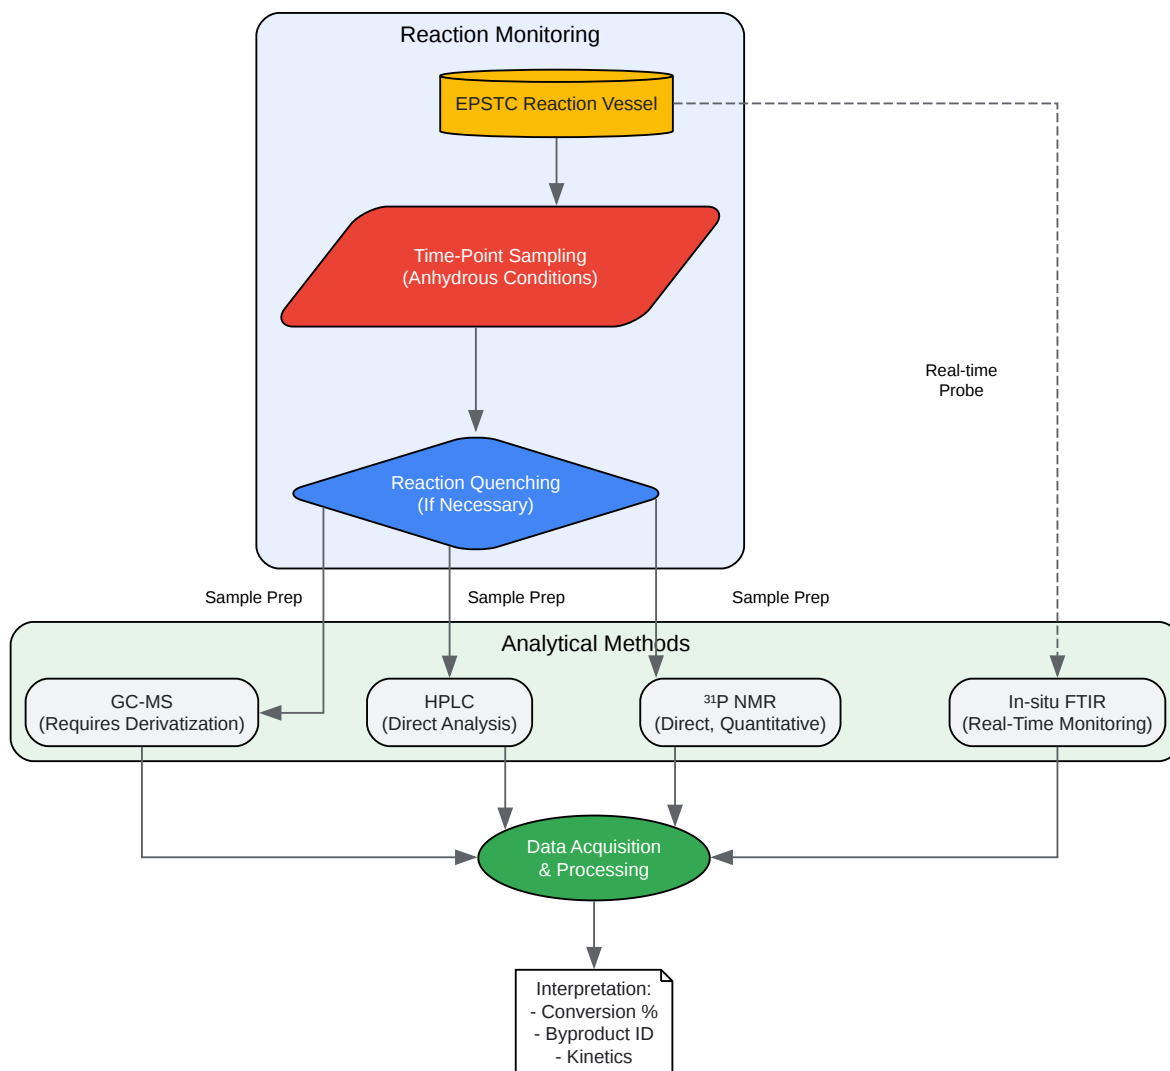 Reaction Monitoring
EPSTC Reaction Vessel
Time-Point Sampling
(Anhydrous Conditions)
Real-time
Probe
Reaction Quenching
(If Necessary)
Sample Prep
Sample Prep
Sample Prep
Analytical Methods
GC-MS
(Requires Derivatization)
HPLC
(Direct Analysis)
³¹P NMR
(Direct, Quantitative)
In-situ FTIR
(Real-Time Monitoring)
Data Acquisition
& Processing
Interpretation:
- Conversion %
- Byproduct ID
- Kinetics